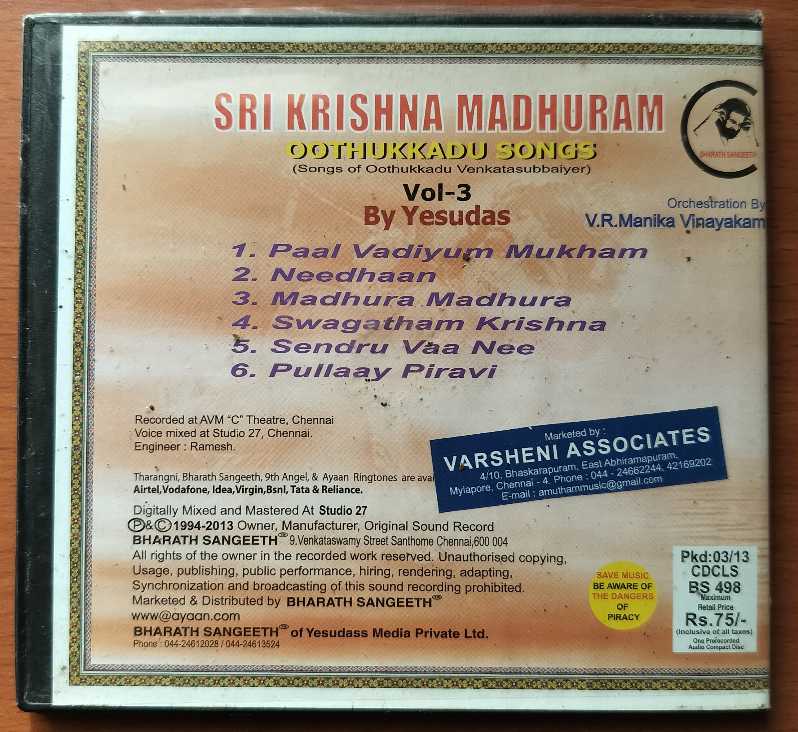 SRI KRISHNA MADHURAM
OOTHUKKADU SONGS
(Songs of Oothukkadu Venkatasubbaiyer)
Vol-3
By Yesudas
BHARATH SANGEETH
Orchestration By
V.R.Manika Vinayakam
1. Paal Vadiyum Mukham
2. Needhaan
3. Madhura Madhura
4. Swagatham Krishna
5. Sendru Vaa Nee
6. Pullaay Piravi
Recorded at AVM "C" Theatre, Chennai
Voice mixed at Studio 27, Chennai.
Engineer : Ramesh.
Marketed by :
VARSHENI ASSOCIATES
4/10, Bhaskarapuram, East Abhiramapuram,
Mylapore, Chennai - 4. Phone : 044 - 24662244, 42169202
E-mail : amuthammusic@gmail.com
Tharangni, Bharath Sangeeth, 9th Angel, & Ayaan Ringtones are avai
Airtel,Vodafone, Idea,Virgin,Bsnl, Tata & Reliance.
Digitally Mixed and Mastered At Studio 27
Ⓟ&Ⓒ 1994-2013 Owner, Manufacturer, Original Sound Record
BHARATH SANGEETH 9,Venkataswamy Street Santhome Chennai,600 004
All rights of the owner in the recorded work reserved. Unauthorised copying,
Usage, publishing, public performance, hiring, rendering, adapting,
Synchronization and broadcasting of this sound recording prohibited.
Marketed & Distributed by BHARATH SANGEETH
www@ayaan.com
BHARATH SANGEETH of Yesudass Media Private Ltd.
Phone : 044-24612028 / 044-24613524
SAVE MUSIC
BE AWARE OF
THE DANGERS
OF
PIRACY
Pkd:03/13
CDCLS
BS 498
Maximum
Retail Price
Rs.75/-
(Inclusive of all taxes)
One Prerecorded
Audio Compact Disc